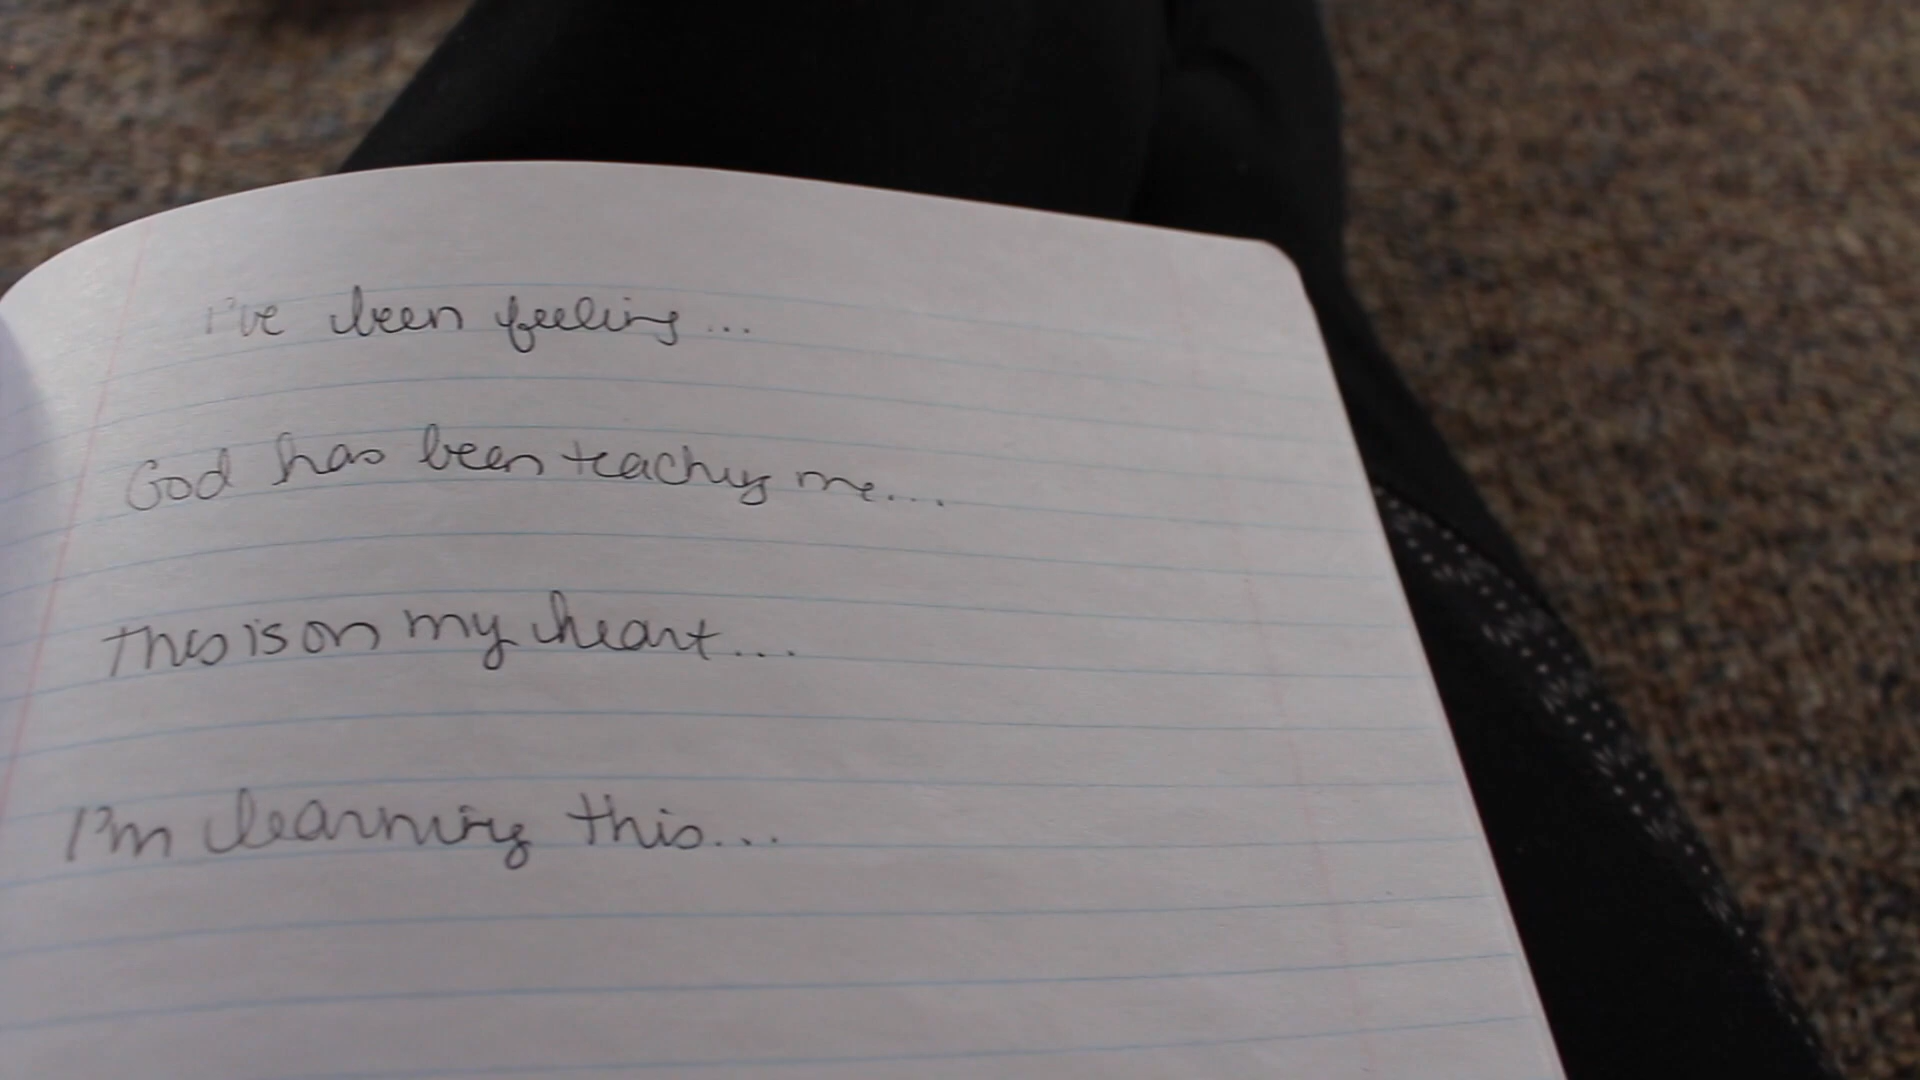 I've been feeling...
God has been teaching me...
This is on my heart...
I'm learning this...